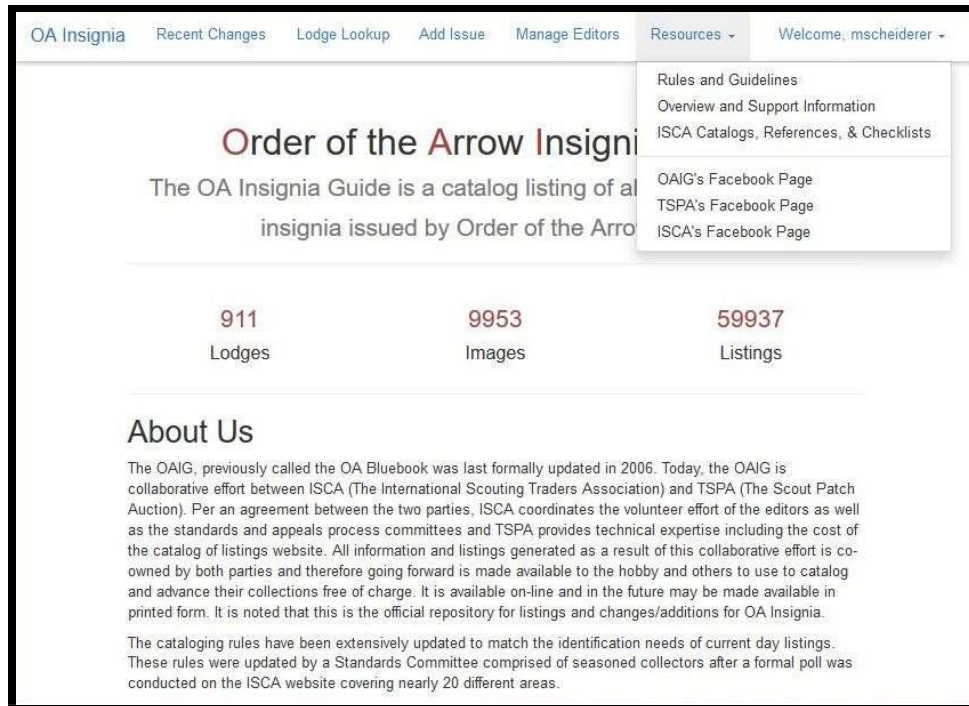 OA Insignia Recent Changes Lodge Lookup Add Issue Manage Editors Resources Welcome, mscheiderer
Rules and Guidelines
Overview and Support Information
ISCA Catalogs, References, & Checklists
OAIG's Facebook Page
TSPA's Facebook Page
ISCA's Facebook Page
Order of the Arrow
The OA Insignia Guide is a catalog listing of
insignia issued by Order of the
911 9953 59937
Lodges Images Listings
About Us
The OAIG, previously called the OA Bluebook was last formally updated in 2006. Today, the OAIG is
collaborative effort between ISCA (The International Scouting Traders Association) and TSPA (The Scout Patch
Auction). Per an agreement between the two parties, ISCA coordinates the volunteer effort of the editors as well
as the standards and appeals process committees and TSPA provides technical expertise including the cost of
the catalog of listings website. All information and listings generated as a result of this collaborative effort is co-
owned by both parties and therefore going forward is made available to the hobby and others to use to catalog
and advance their collections free of charge. It is available on-line and in the future may be made available in
printed form. It is noted that this is the official repository for listings and changes/additions for OA Insignia.
The cataloging rules have been extensively updated to match the identification needs of current day listings.
These rules were updated by a Standards Committee comprised of seasoned collectors after a formal poll was
conducted on the ISCA website covering nearly 20 different areas.